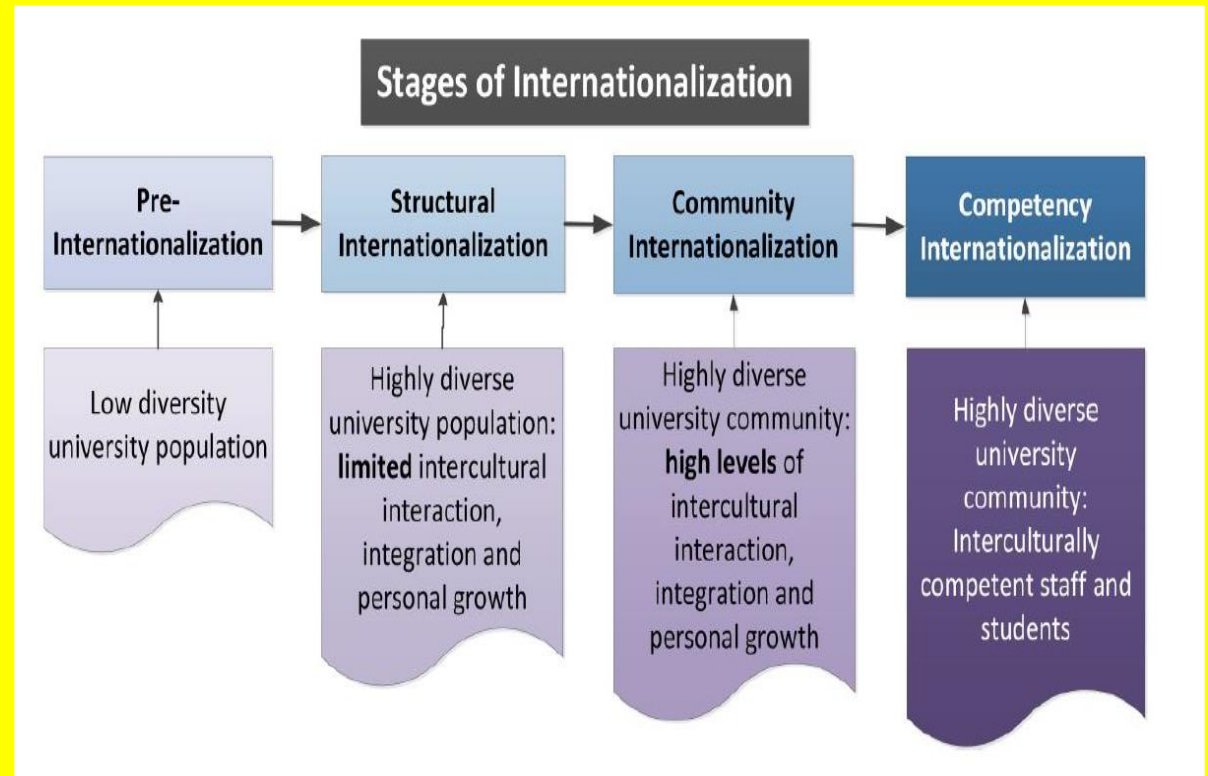 Stages of Internationalization
Pre-
Internationalization
Structural
Internationalization
Community
Internationalization
Competency
Internationalization
Low diversity
university population
Highly diverse
university population:
limited intercultural
interaction,
integration and
personal growth
Highly diverse
university community:
high levels of
intercultural
interaction,
integration and
personal growth
Highly diverse
university
community:
Interculturally
competent staff and
students